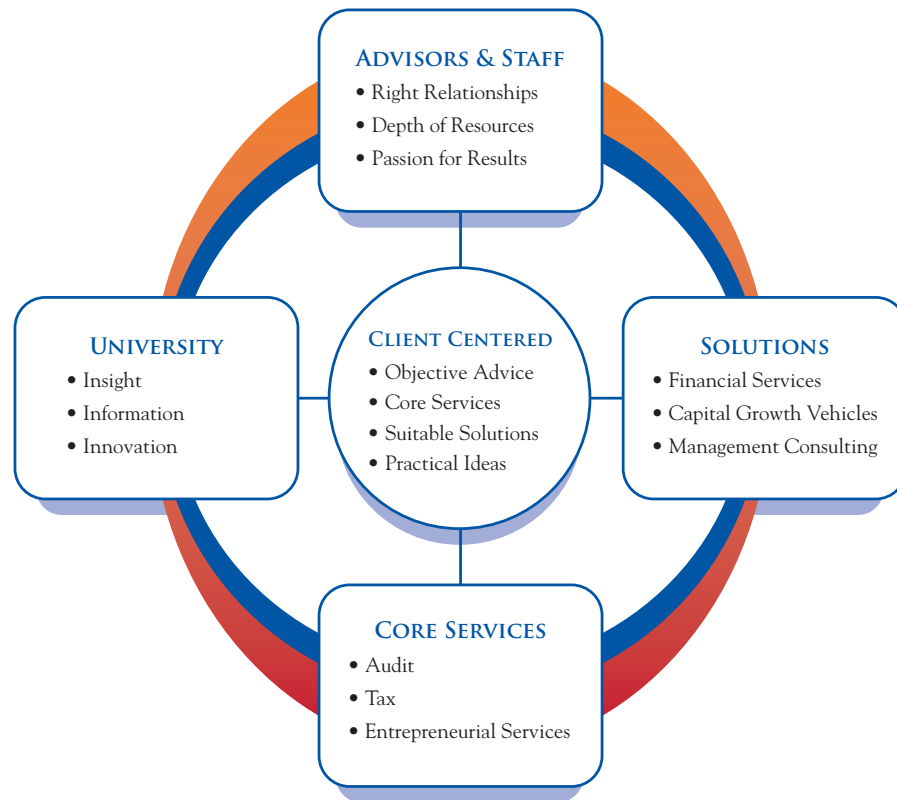 ADVISORS & STAFF
• Right Relationships
• Depth of Resources
• Passion for Results
UNIVERSITY
• Insight
• Information
• Innovation
CLIENT CENTERED
• Objective Advice
• Core Services
• Suitable Solutions
• Practical Ideas
SOLUTIONS
• Financial Services
• Capital Growth Vehicles
• Management Consulting
CORE SERVICES
• Audit
• Tax
• Entrepreneurial Services